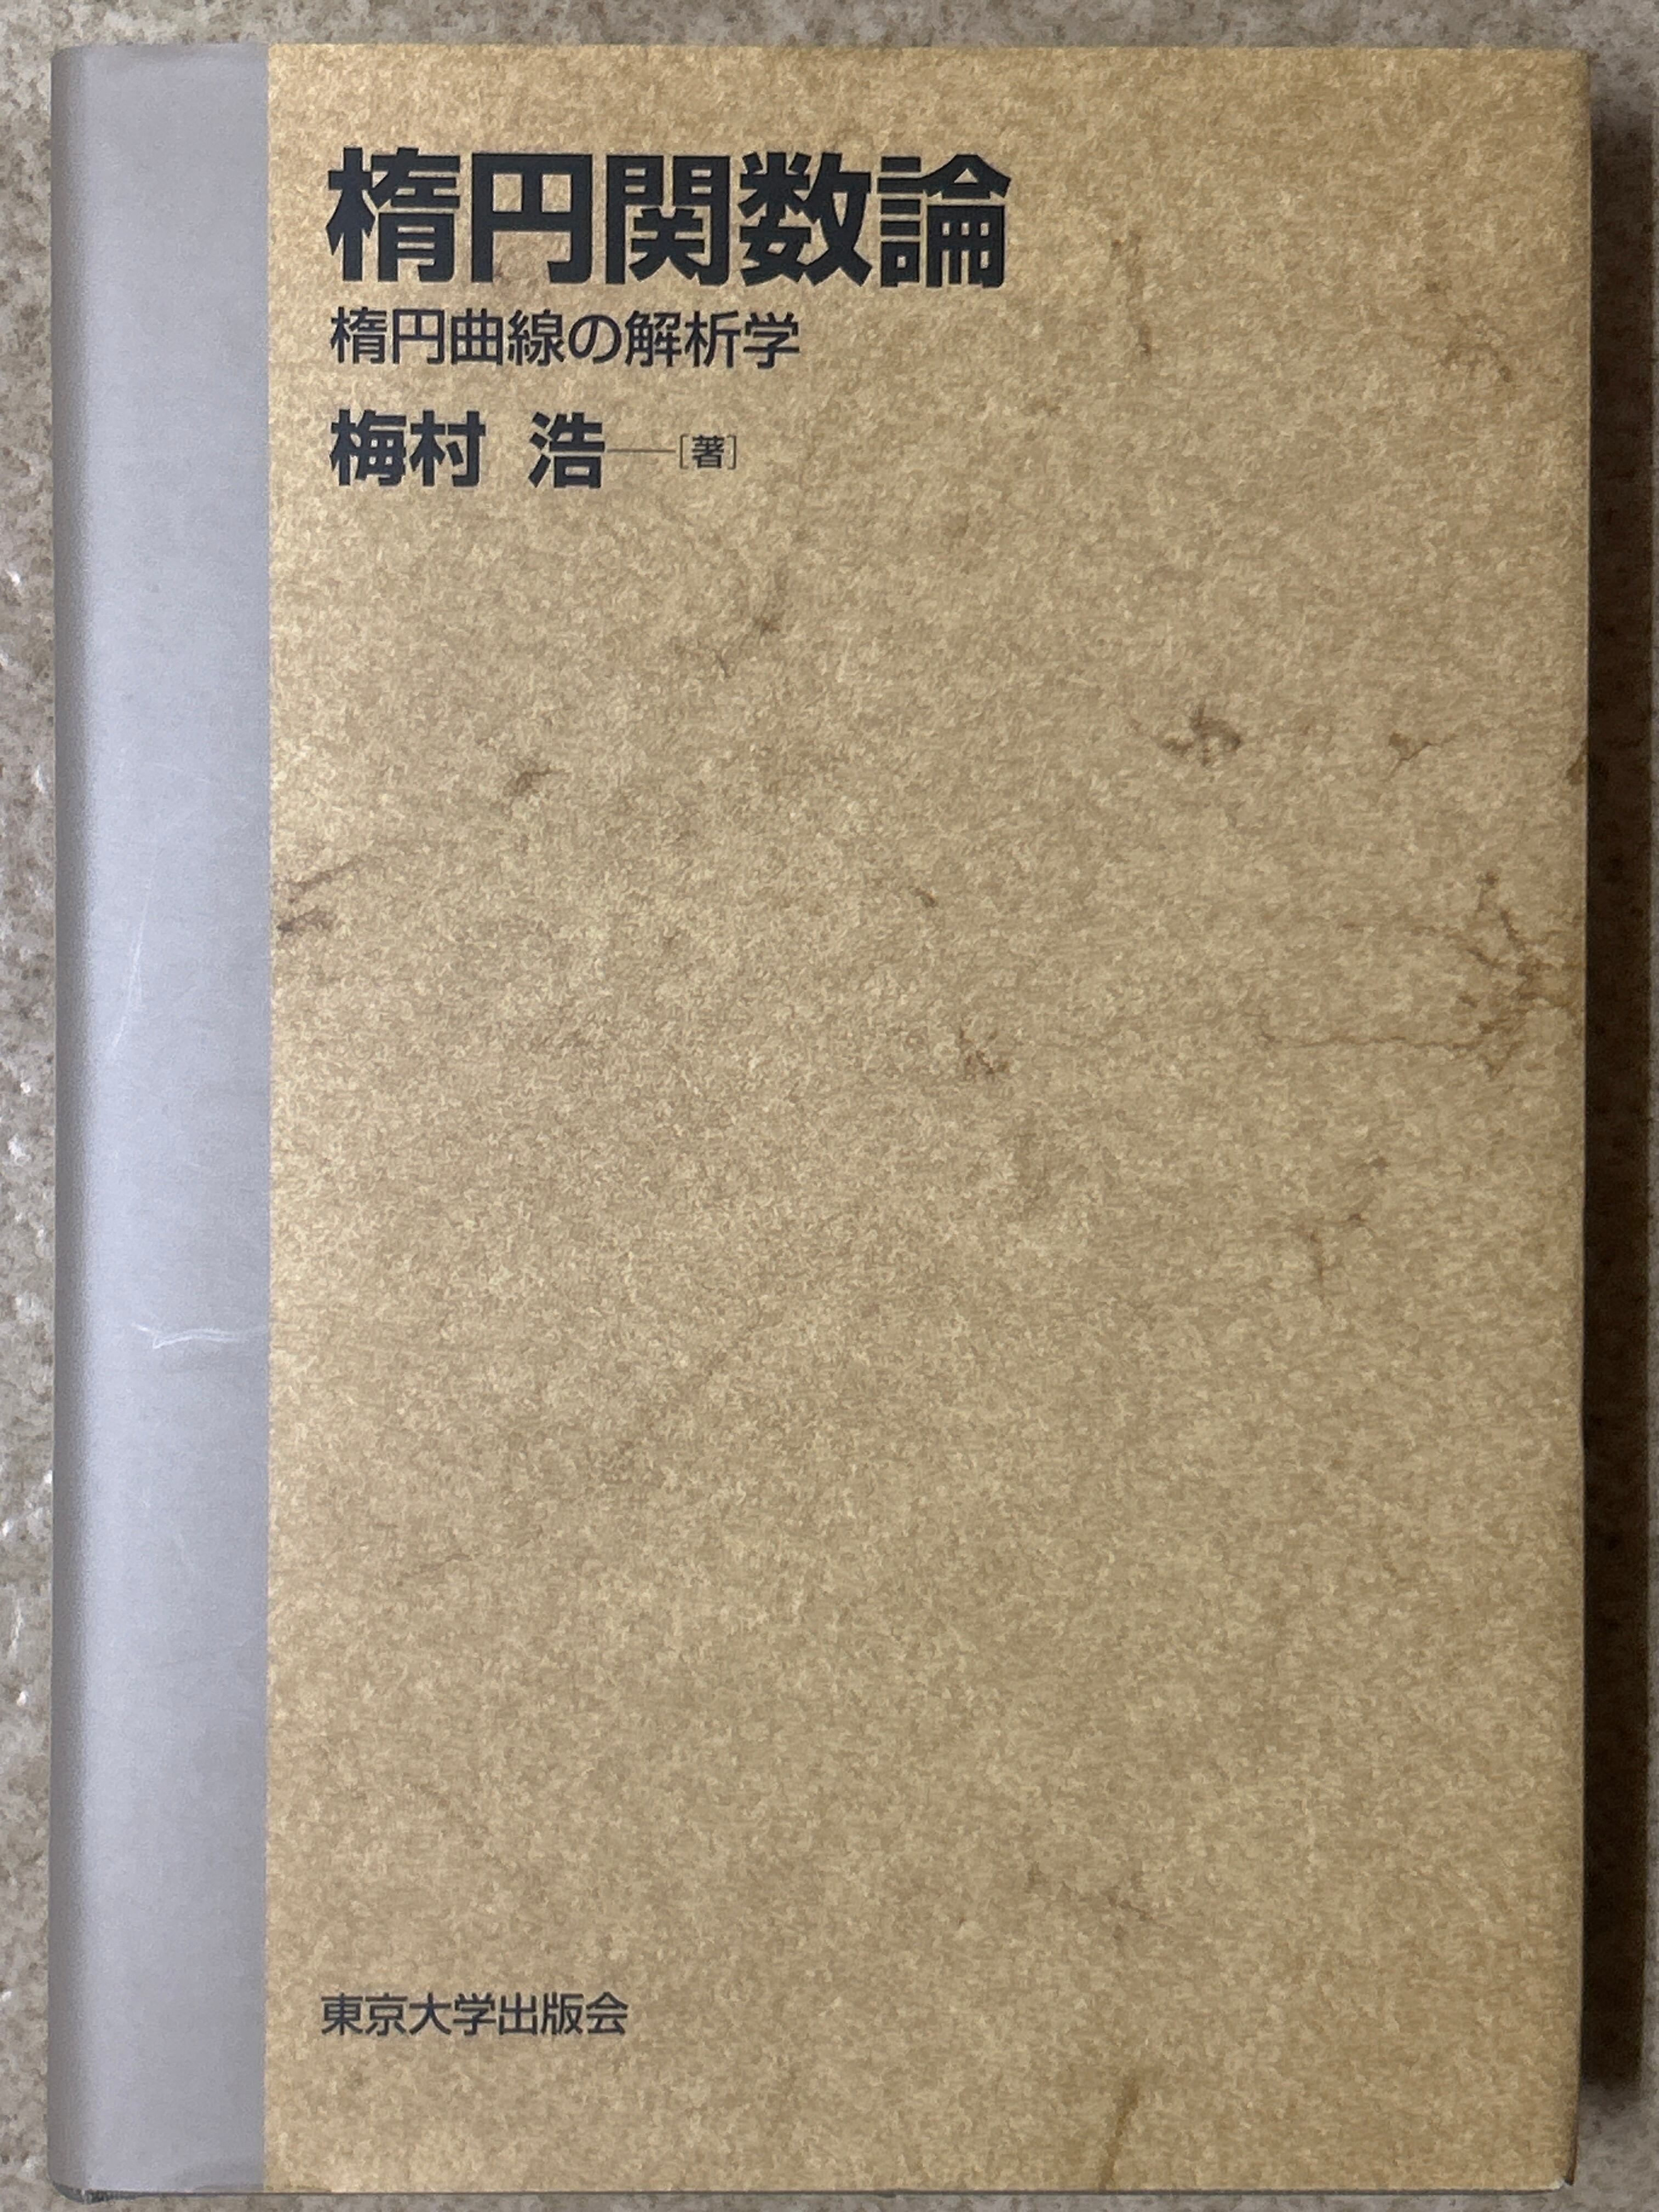 楕円関数論
楕円曲線の解析学
梅村 浩——[著]
東京大学出版会